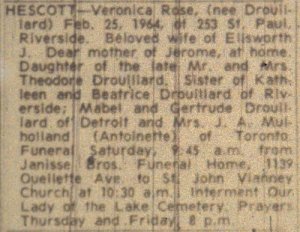 HESCOTT—Veronica Rose, (nee Drouil-
lard) Feb. 25, 1964, of 253 St. Paul,
Riverside. Beloved wife of Ellsworth
J. Dear mother of Jerome, at home.
Daughter of the late Mr. and Mrs.
Theodore Drouillard. Sister of Kath-
leen and Beatrice Drouillard of Riv-
erside; Mabel and Gertrude Drouil-
lard of Detroit and Mrs. J. A. Mul-
holland (Antoinette) of Toronto
Funeral Saturday, 9:45 a.m. from
Janisse Bros. Funeral Home, 1139
Ouellette Ave. to St. John Vianney
Church at 10:30 a.m. Interment Our
Lady of the Lake Cemetery. Prayers
Thursday and Friday, 8 p.m.